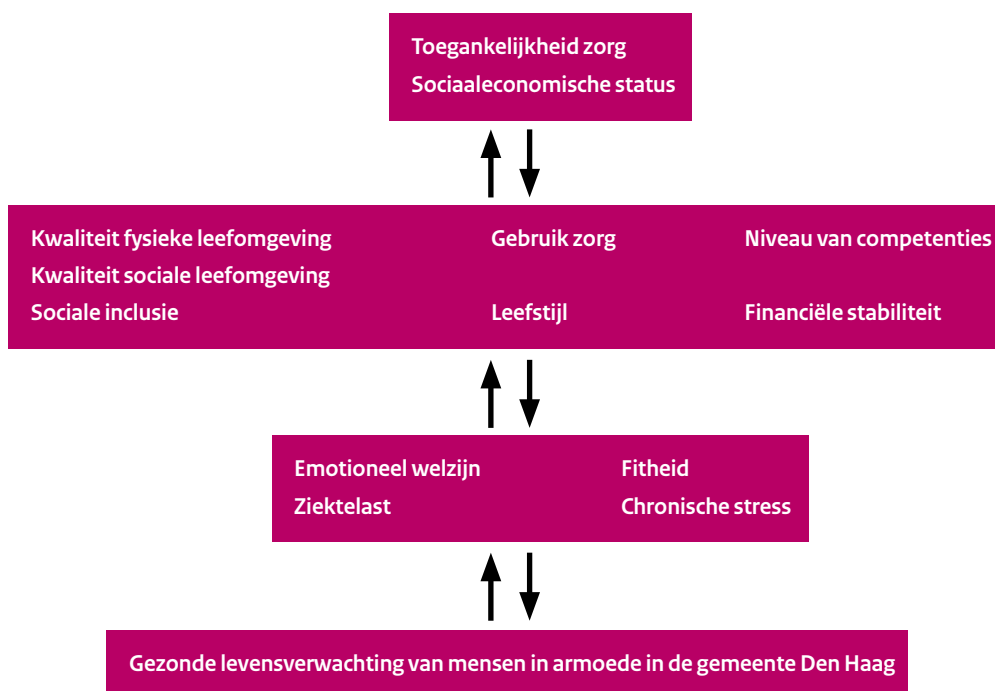 Toegankelijkheid zorg
Sociaaleconomische status
Kwaliteit fysieke leefomgeving Gebruik zorg Niveau van competenties
Kwaliteit sociale leefomgeving
Sociale inclusie Leefstijl Financiële stabiliteit
Emotioneel welzijn Fitheid
Ziektelast Chronische stress
Gezonde levensverwachting van mensen in armoede in de gemeente Den Haag